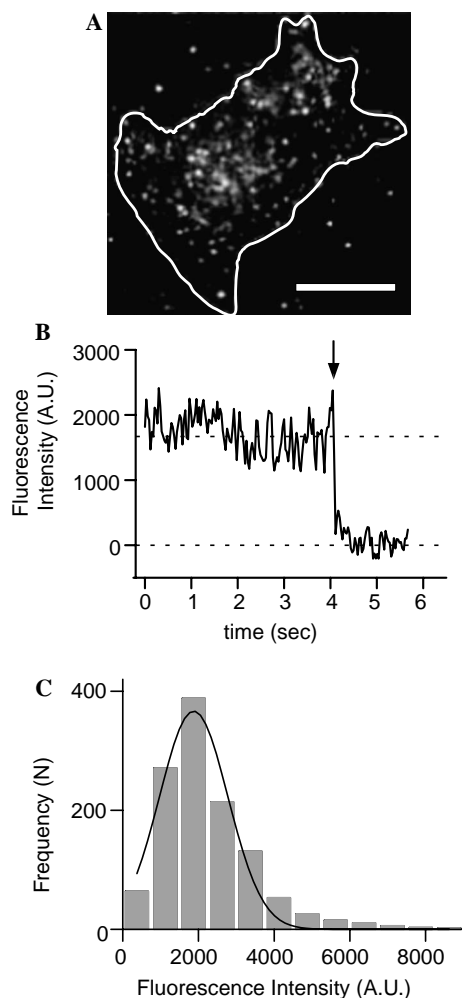 A
B
3000
2000
1000
0
Fluorescence
Intensity (A.U.)
0 1 2 3 4 5 6
time (sec)
C
400
200
0
Frequency (N)
0 2000 4000 6000 8000
Fluorescence Intensity (A.U.)